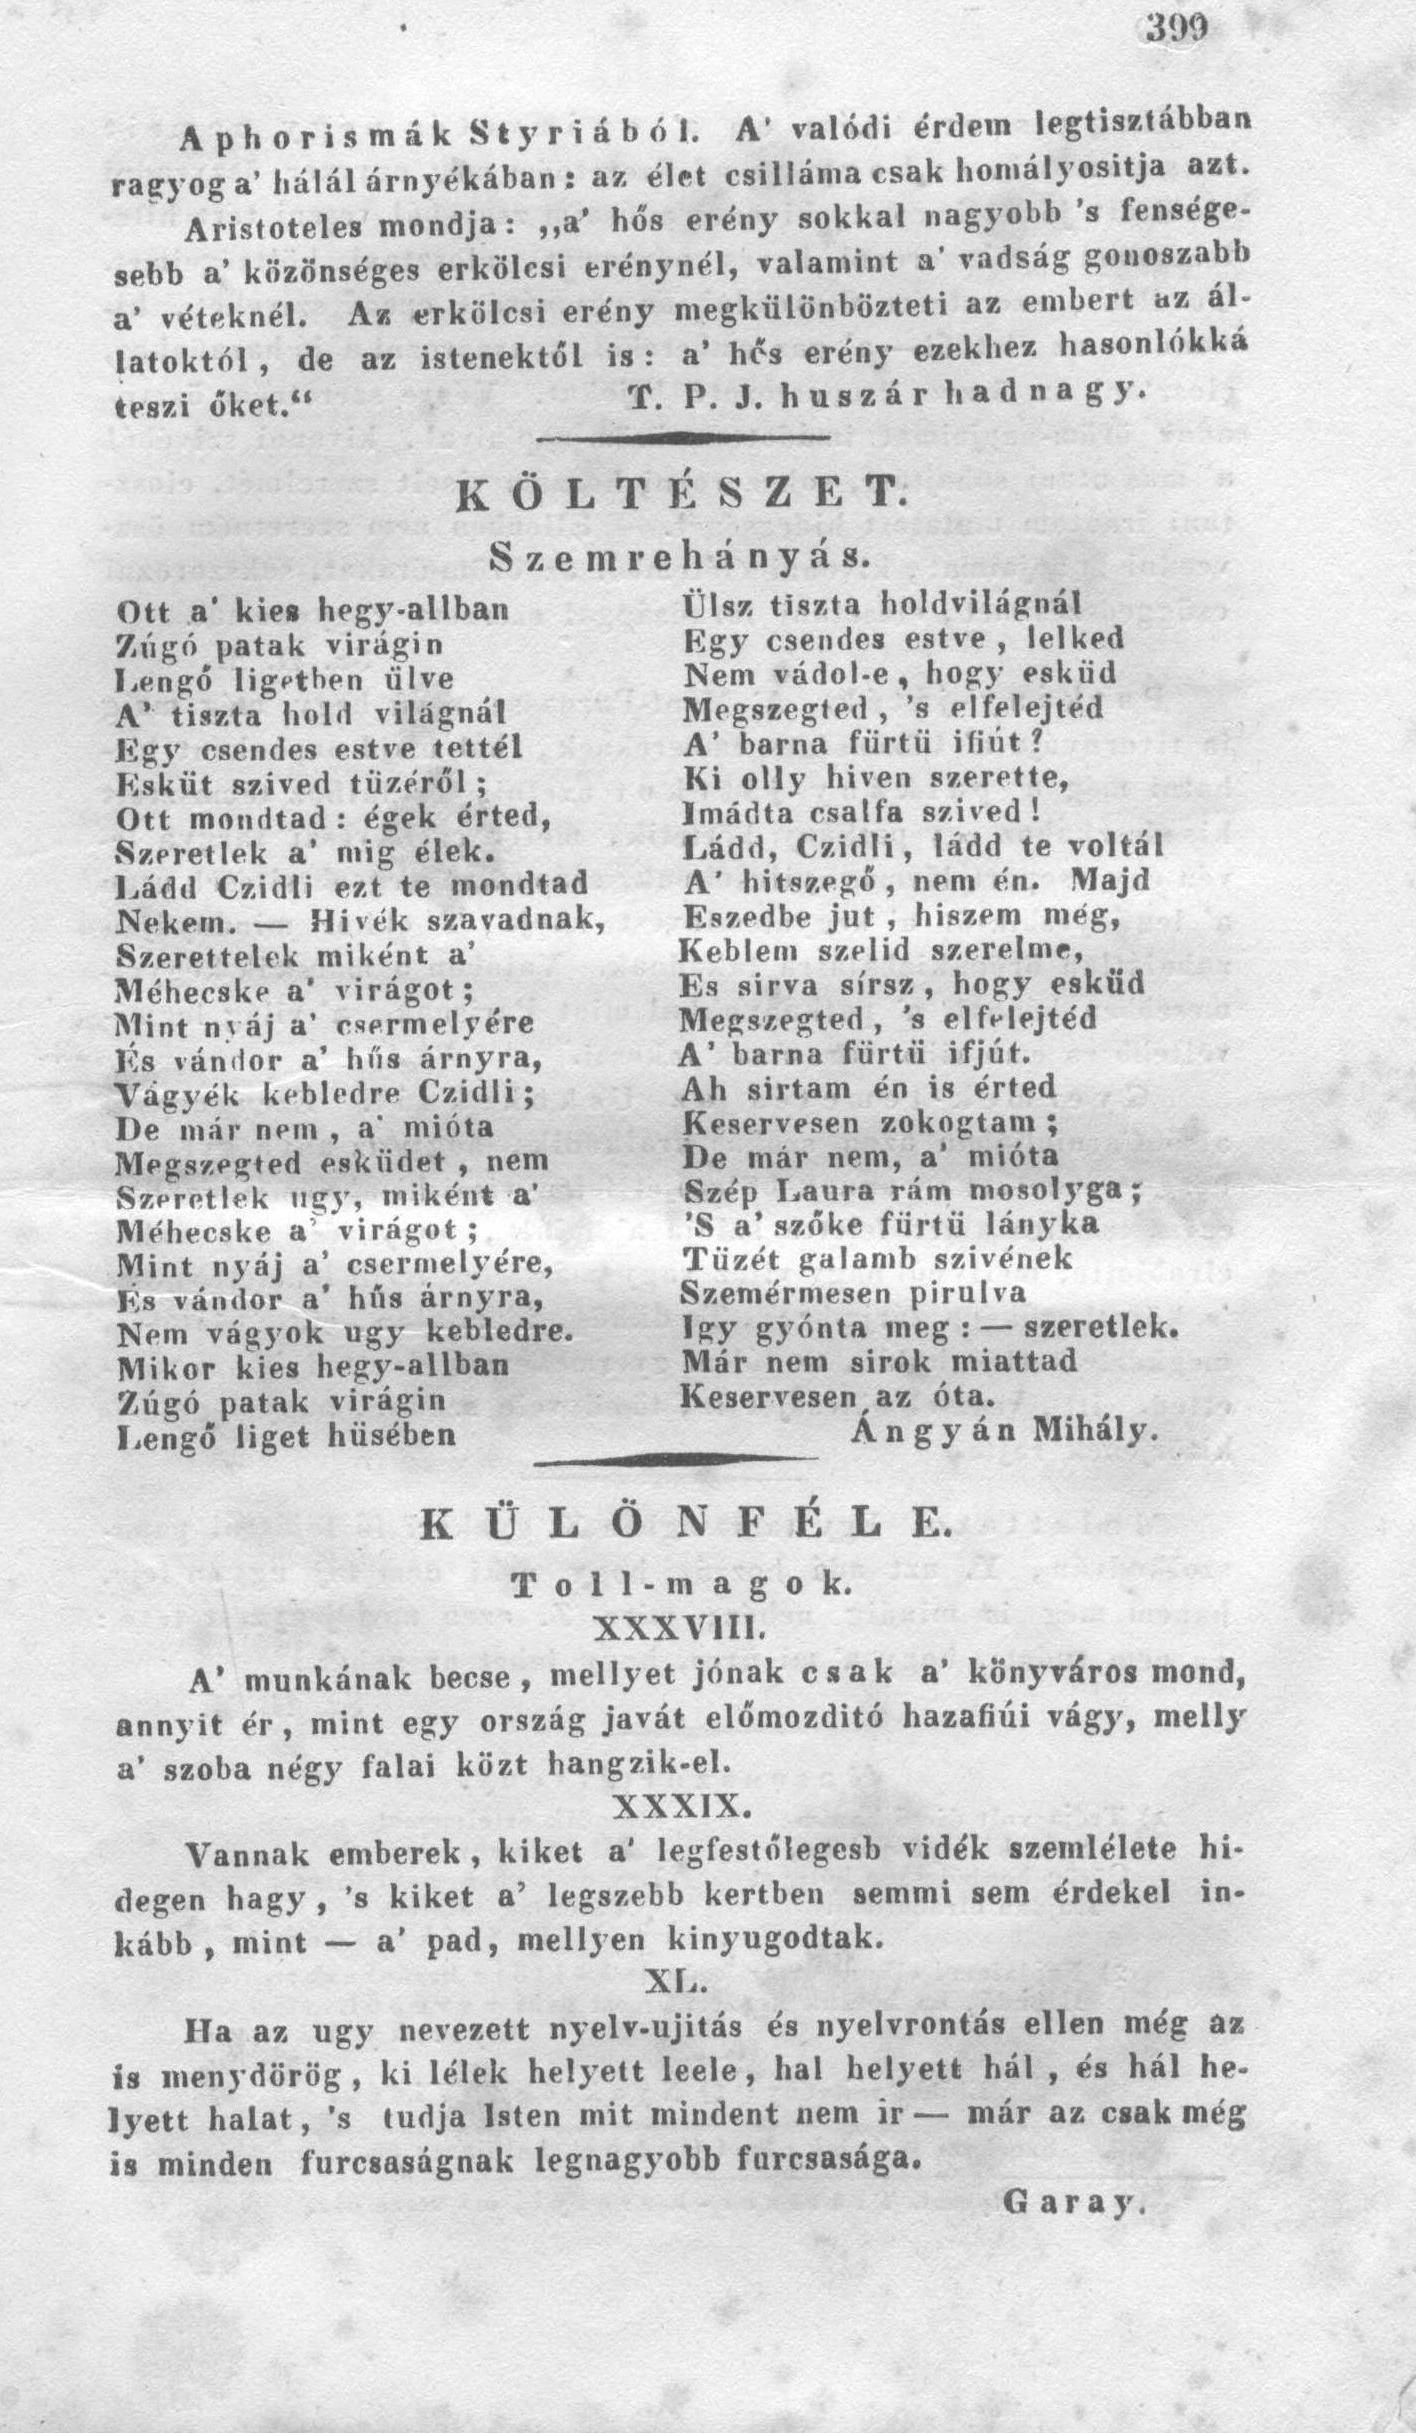 399
Aphorismák Styriából. A' valódi érdem legtisztábban
ragyog a' hálál árnyékában: az élet csilláma csak homályositja azt.
Aristoteles mondja: „a' hős erény sokkal nagyobb 's fensége-
sebb a' közönséges erkölcsi erénynél, valamint a' vadság gonoszabb
a' véteknél. Az erkölcsi erény megkülönbözteti az embert az ál-
latoktól, de az istenektől is: a' hős erény ezekhez hasonlókká
teszi őket.“ T. P. J. huszár hadnagy.
KÖLTÉSZET.
Szemrehányás.
Ott a' kies hegy-allban
Zúgó patak virágin
Lengő ligetben ülve
A' tiszta hold világnál
Egy csendes estve tettél
Esküt szived tüzéről;
Ott mondtad: égek érted,
Szeretlek a' mig élek.
Ládd Czidli ezt te mondtad
Nekem. — Hivék szavadnak,
Szerettelek miként a'
Méhecske a' virágot;
Mint nyáj a' csermelyére
És vándor a' hűs árnyra,
Vágyék kebledre Czidli;
De már nem, a' mióta
Megszegted esküdet, nem
Szeretlek ugy, miként a'
Méhecske a' virágot;
Mint nyáj a' csermelyére,
És vándor a' hűs árnyra,
Nem vágyok ugy kebledre.
Mikor kies hegy-allban
Zúgó patak virágin
Lengő liget hüsében
Ülsz tiszta holdvilágnál
Egy csendes estve, lelked
Nem vádol-e, hogy esküd
Megszegted, 's elfelejtéd
A' barna fürtü ifiút?
Ki olly hiven szerette,
Imádta csalfa szived!
Ládd, Czidli, ládd te voltál
A' hitszegő, nem én. Majd
Eszedbe jut, hiszem még,
Keblem szelid szerelme,
Es sirva sírsz, hogy esküd
Megszegted, 's elfelejtéd
A' barna fürtü ifjút.
Ah sirtam én is érted
Keservesen zokogtam;
De már nem, a' mióta
Szép Laura rám mosolyga;
'S a' szőke fürtü lányka
Tüzét galamb szivének
Szemérmesen pirulva
Igy gyónta meg: — szeretlek.
Már nem sirok miattad
Keservesen az óta.
Ángyán Mihály.
KÜLÖNFÉLE.
Toll-magok.
XXXVIII.
A' munkának becse, mellyet jónak csak a' könyváros mond,
annyit ér, mint egy ország javát előmozditó hazafiúi vágy, melly
a' szoba négy falai közt hangzik-el.
XXXIX.
Vannak emberek, kiket a' legfestőlegesb vidék szemlélete hi-
degen hagy, 's kiket a' legszebb kertben semmi sem érdekel in-
kább, mint — a' pad, mellyen kinyugodtak.
XL.
Ha az ugy nevezett nyelv-ujitás és nyelvrontás ellen még az
is menydörög, ki lélek helyett leele, hal helyett hál, és hál he-
lyett halat, 's tudja Isten mit mindent nem ir— már az csak még
is minden furcsaságnak legnagyobb furcsasága.
Garay.